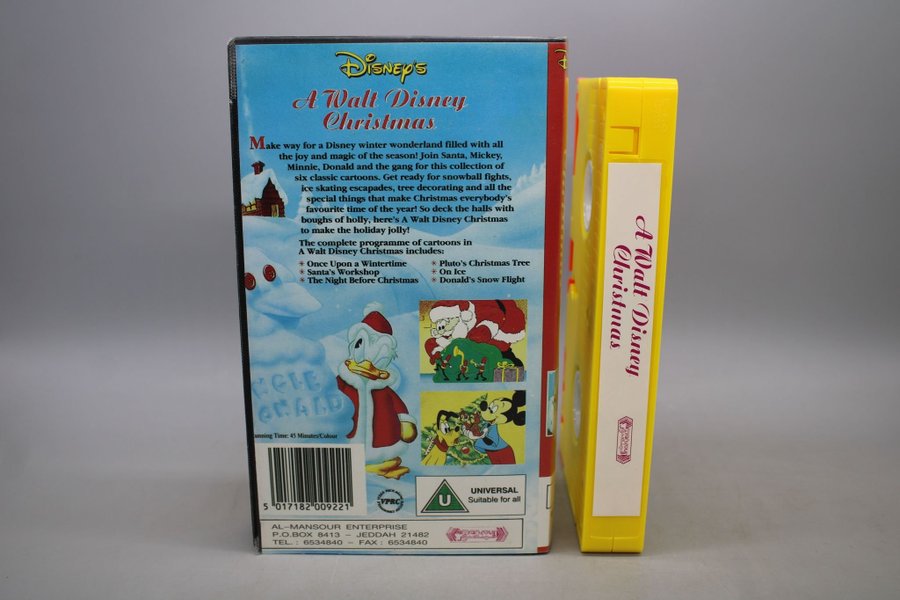 Disney's
A Walt Disney
Christmas
Make way for a Disney winter wonderland filled with all
the joy and magic of the season! Join Santa, Mickey,
Minnie, Donald and the gang for this collection of
six classic cartoons. Get ready for snowball fights,
ice skating escapades, tree decorating and all the
special things that make Christmas everybody's
favourite time of the year! So deck the halls with
boughs of holly, here's A Walt Disney Christmas
to make the holiday jolly!
The complete programme of cartoons in
A Walt Disney Christmas includes:
✶ Once Upon a Wintertime
✶ Santa's Workshop
✶ The Night Before Christmas
✶ Pluto's Christmas Tree
✶ On Ice
✶ Donald's Snow Flight
Time: 45 Minutes/Colour
5 017182 009221
VPRC
U
UNIVERSAL
Suitable for all
AL-MANSOUR ENTERPRISE
P.O.BOX 8413 - JEDDAH 21482
TEL.: 6534840 - FAX : 6534840
A Walt Disney
Christmas